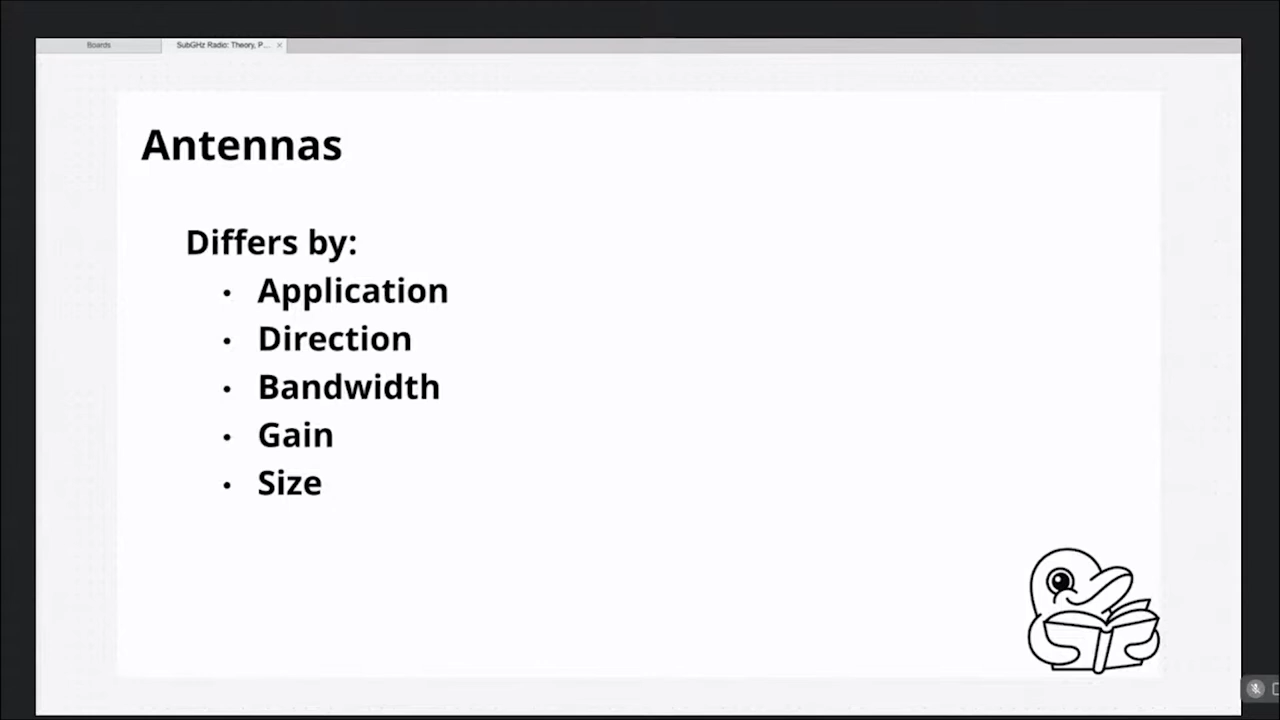 Boards
SubGHz Radio: Theory, P...
Antennas
Differs by:
• Application
• Direction
• Bandwidth
• Gain
• Size